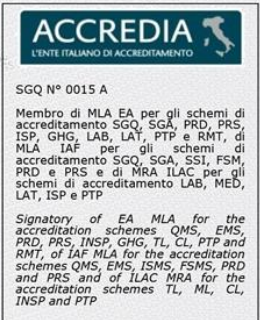 ACCREDIA
L'ENTE ITALIANO DI ACCREDITAMENTO
SGQ N° 0015 A
Membro di MLA EA per gli schemi di
accreditamento SGQ, SGA, PRD, PRS,
ISP, GHG, LAB, LAT, PTP e RMT, di
MLA IAF per gli schemi di
accreditamento SGQ, SGA, SSI, FSM,
PRD e PRS e di MRA ILAC per gli
schemi di accreditamento LAB, MED,
LAT, ISP e PTP
Signatory of EA MLA for the
accreditation schemes QMS, EMS,
PRD, PRS, INSP, GHG, TL, CL, PTP and
RMT, of IAF MLA for the accreditation
schemes QMS, EMS, ISMS, FSMS, PRD
and PRS and of ILAC MRA for the
accreditation schemes TL, ML, CL,
INSP and PTP